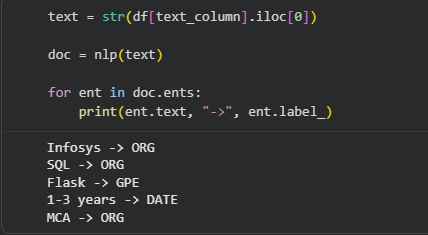 text = str(df[text_column].iloc[0])
doc = nlp(text)
for ent in doc.ents:
    print(ent.text, "->", ent.label_)
Infosys -> ORG
SQL -> ORG
Flask -> GPE
1-3 years -> DATE
MCA -> ORG